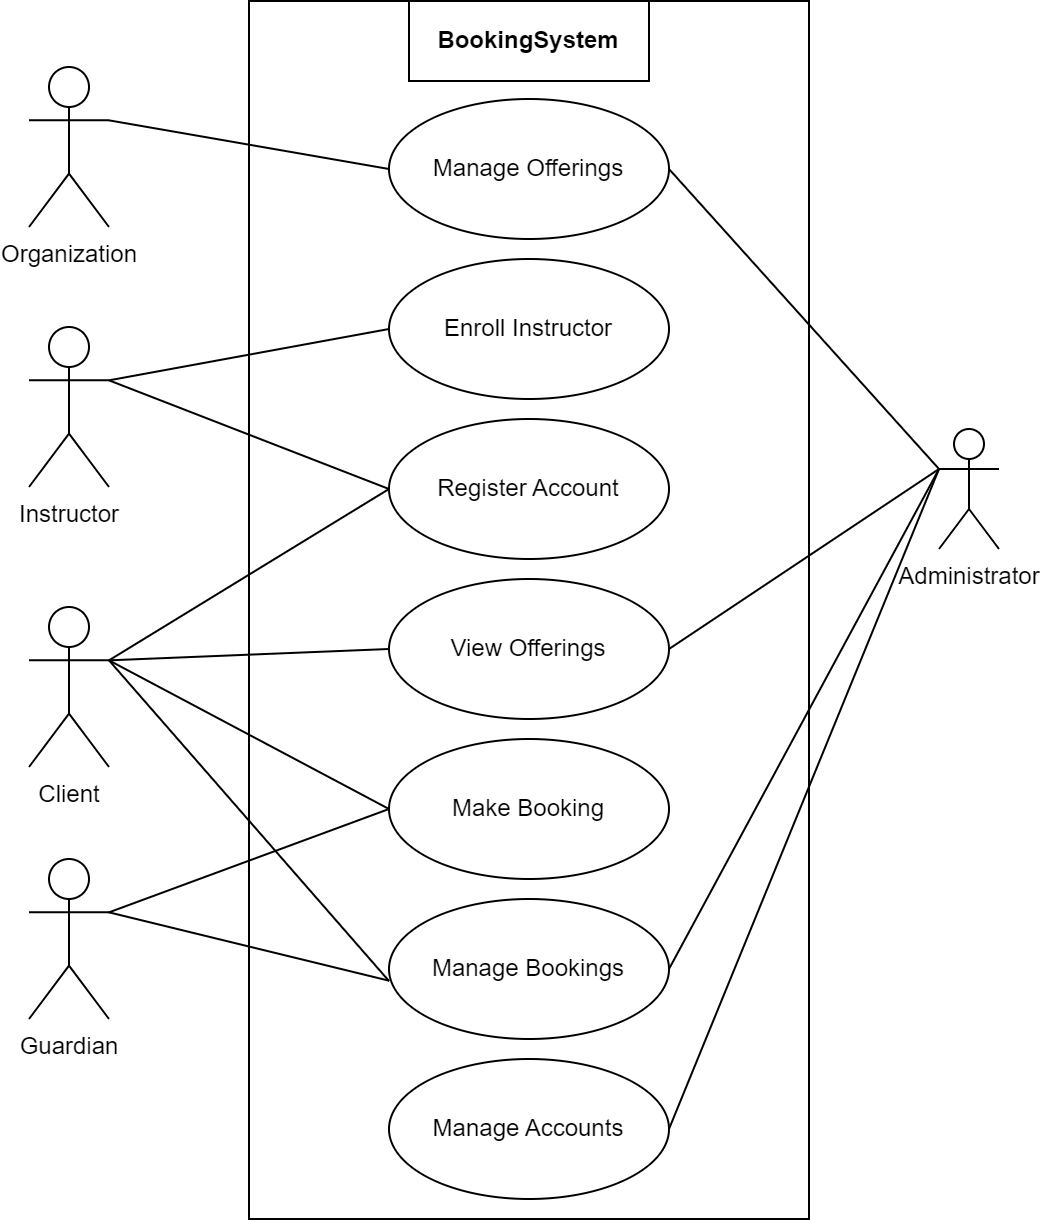 BookingSystem
Manage Offerings
Organization
Enroll Instructor
Instructor
Register Account
Administrator
View Offerings
Client
Make Booking
Manage Bookings
Guardian
Manage Accounts